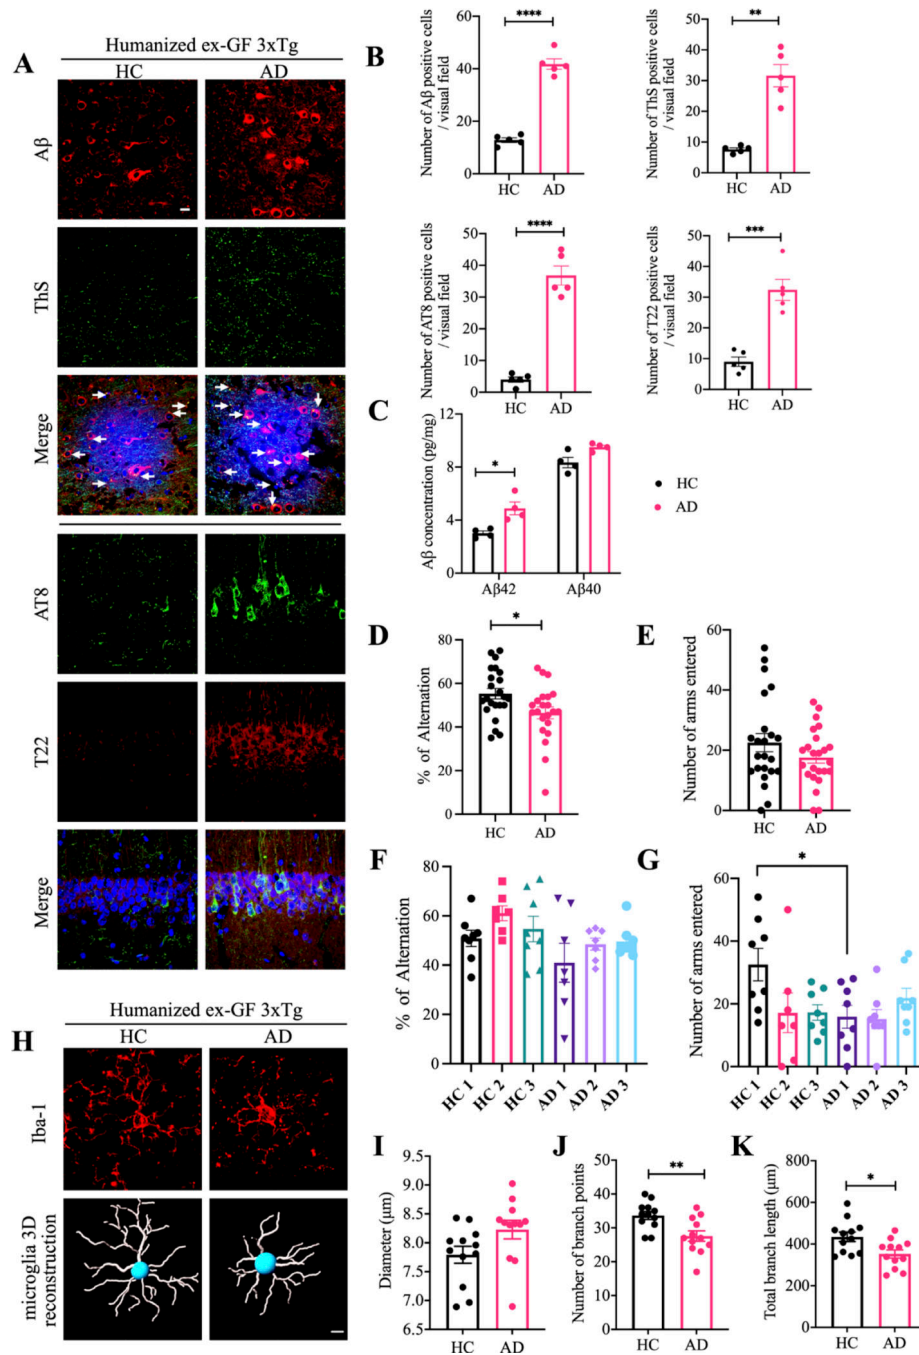 Humanized ex-GF 3xTg
A
HC
AD
Aβ
ThS
Merge
AT8
T22
Merge
B
Number of Aβ positive cells
/ visual field
60
40
20
0
****
HC
AD
Number of ThS positive cells
/ visual field
50
40
30
20
10
0
**
HC
AD
Number of AT8 positive cells
/ visual field
50
40
30
20
10
0
****
HC
AD
Number of T22 positive cells
/ visual field
50
40
30
20
10
0
***
HC
AD
C
Aβ concentration (pg/mg)
12
8
4
0
*
Aβ42
Aβ40
HC
AD
D
% of Alternation
80
60
40
20
0
*
HC
AD
E
Number of arms entered
60
40
20
0
HC
AD
F
% of Alternation
80
60
40
20
0
HC 1
HC 2
HC 3
AD 1
AD 2
AD 3
G
Number of arms entered
60
40
20
0
*
HC 1
HC 2
HC 3
AD 1
AD 2
AD 3
H
Humanized ex-GF 3xTg
HC
AD
Iba-1
microglia 3D
reconstruction
I
Diameter (μm)
9.5
9.0
8.5
8.0
7.5
7.0
6.5
HC
AD
J
Number of branch points
50
40
30
20
10
0
**
HC
AD
K
Total branch length (μm)
800
600
400
200
0
*
HC
AD